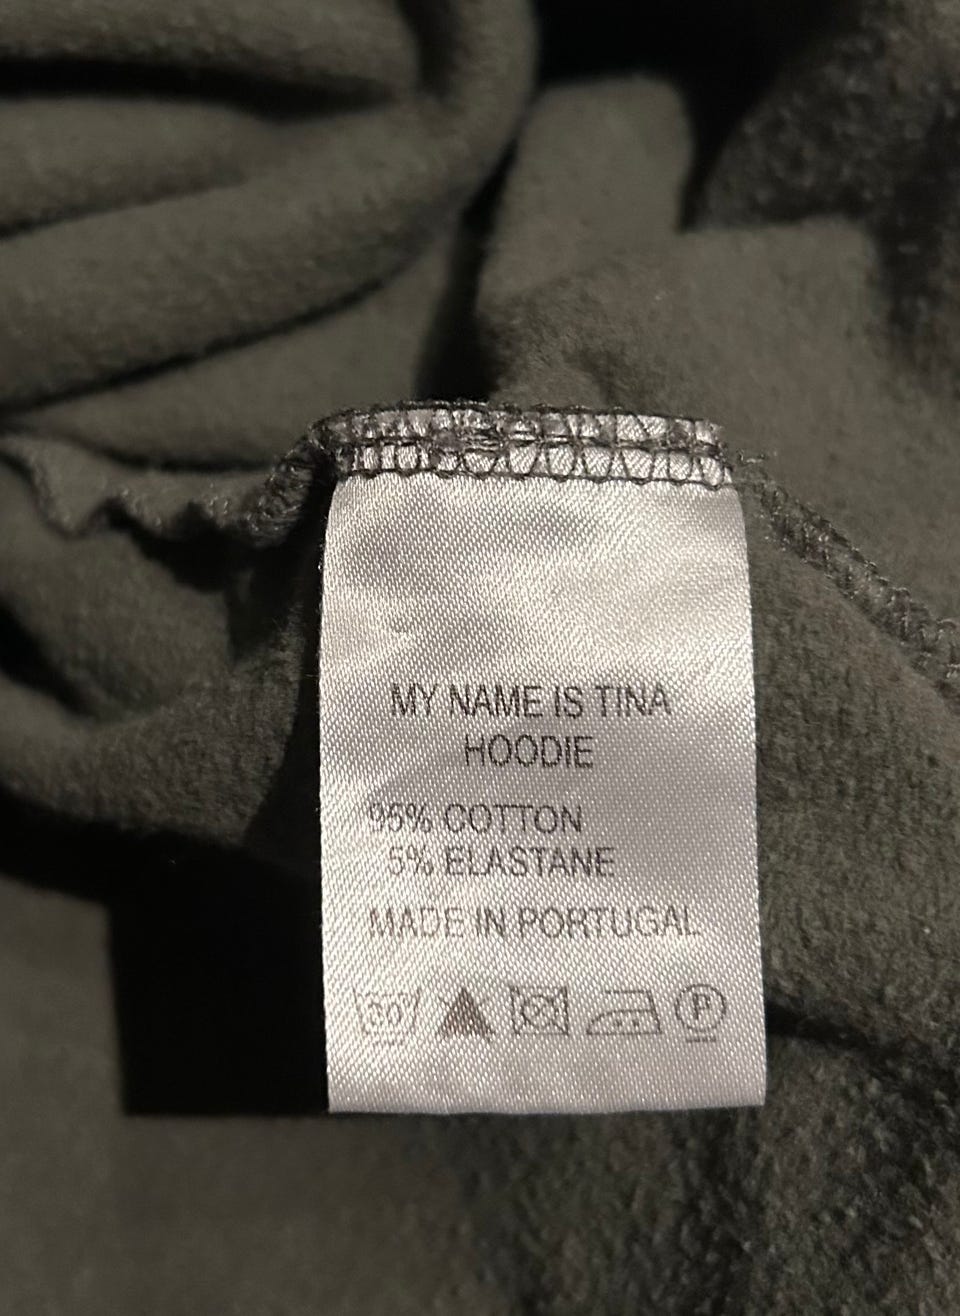 MY NAME IS TINA
HOODIE
95% COTTON
5% ELASTANE
MADE IN PORTUGAL
P